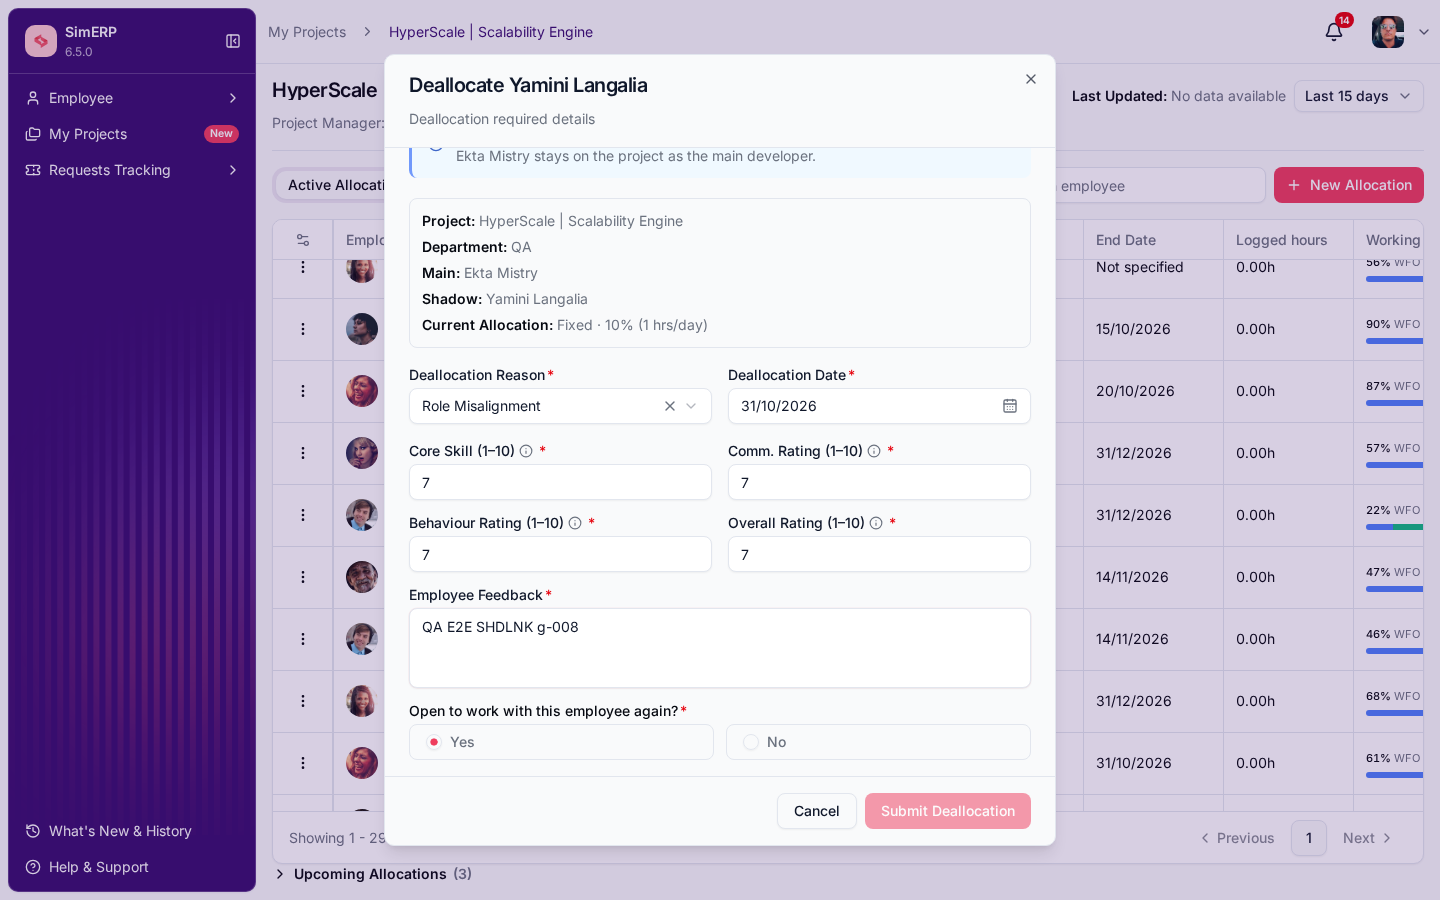 SimERP
6.5.0
Employee
My Projects
New
Requests Tracking
What's New & History
Help & Support
My Projects
HyperScale | Scalability Engine
14
HyperScale
Project Manager:
Last Updated: No data available
Last 15 days
Active Allocati
employee
New Allocation
Emplo
End Date
Logged hours
Working
Not specified
0.00h
56% WFO
15/10/2026
0.00h
90% WFO
20/10/2026
0.00h
87% WFO
31/12/2026
0.00h
57% WFO
31/12/2026
0.00h
22% WFO
14/11/2026
0.00h
47% WFO
14/11/2026
0.00h
46% WFO
31/12/2026
0.00h
68% WFO
31/10/2026
0.00h
61% WFO
Showing 1 - 29
Previous
1
Next
Upcoming Allocations (3)
Deallocate Yamini Langalia
Deallocation required details
Ekta Mistry stays on the project as the main developer.
Project: HyperScale | Scalability Engine
Department: QA
Main: Ekta Mistry
Shadow: Yamini Langalia
Current Allocation: Fixed · 10% (1 hrs/day)
Deallocation Reason*
Deallocation Date*
Role Misalignment
31/10/2026
Core Skill (1–10) *
Comm. Rating (1–10) *
7
7
Behaviour Rating (1–10) *
Overall Rating (1–10) *
7
7
Employee Feedback*
QA E2E SHDLNK g-008
Open to work with this employee again?*
Yes
No
Cancel
Submit Deallocation